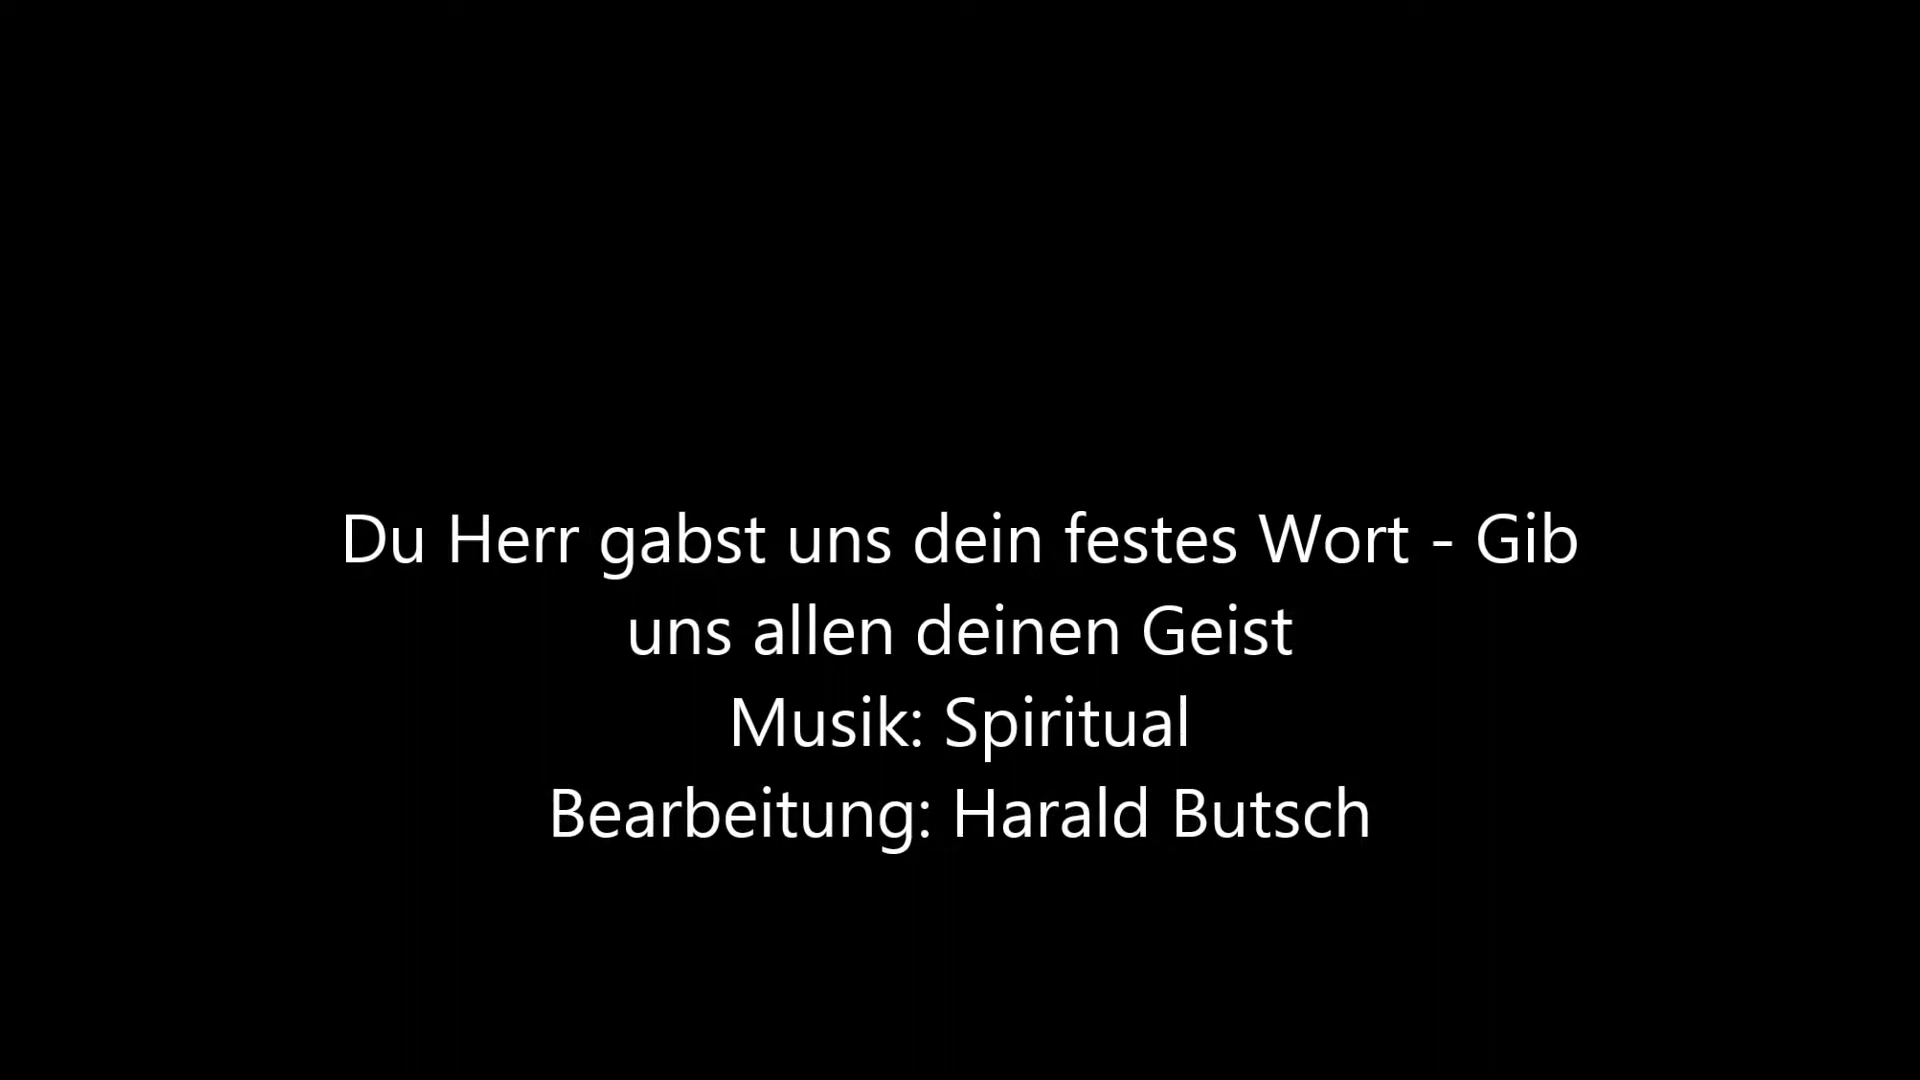 Du Herr gabst uns dein festes Wort - Gib
uns allen deinen Geist
Musik: Spiritual
Bearbeitung: Harald Butsch